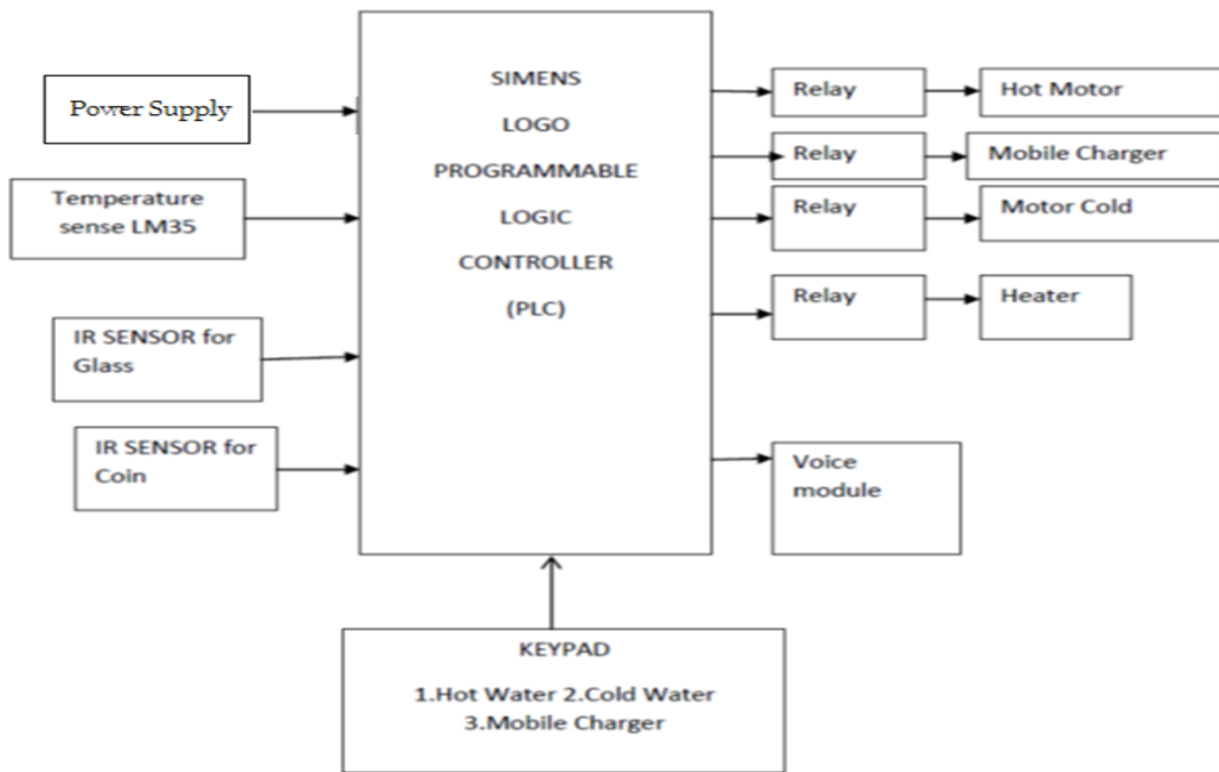 Power Supply
Temperature
sense LM35
IR SENSOR for
Glass
IR SENSOR for
Coin
SIMENS
LOGO
PROGRAMMABLE
LOGIC
CONTROLLER
(PLC)
Relay
Hot Motor
Relay
Mobile Charger
Relay
Motor Cold
Relay
Heater
Voice
module
KEYPAD
1.Hot Water 2.Cold Water
3.Mobile Charger